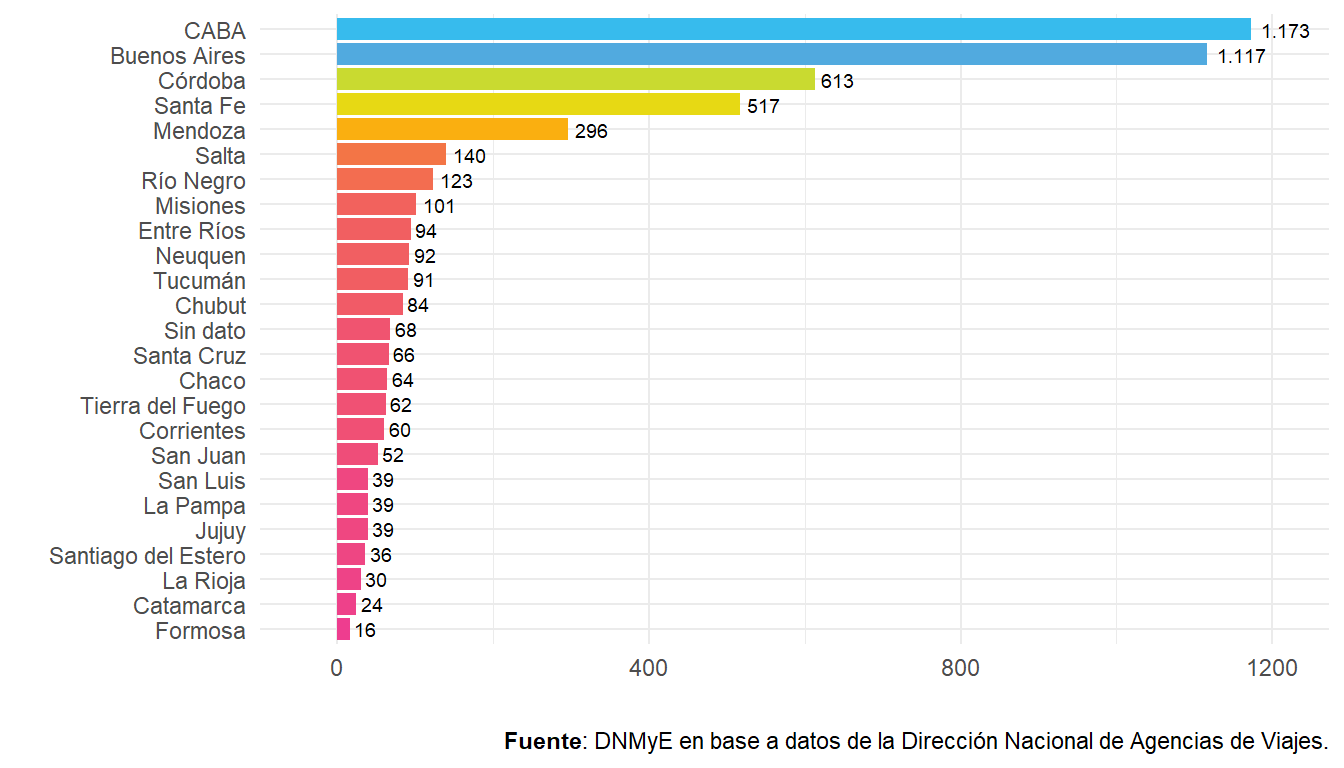 CABA 1.173
Buenos Aires 1.117
Córdoba 613
Santa Fe 517
Mendoza 296
Salta 140
Río Negro 123
Misiones 101
Entre Ríos 94
Neuquen 92
Tucumán 91
Chubut 84
Sin dato 68
Santa Cruz 66
Chaco 64
Tierra del Fuego 62
Corrientes 60
San Juan 52
San Luis 39
La Pampa 39
Jujuy 39
Santiago del Estero 36
La Rioja 30
Catamarca 24
Formosa 16
0 400 800 1200
Fuente: DNMyE en base a datos de la Dirección Nacional de Agencias de Viajes.